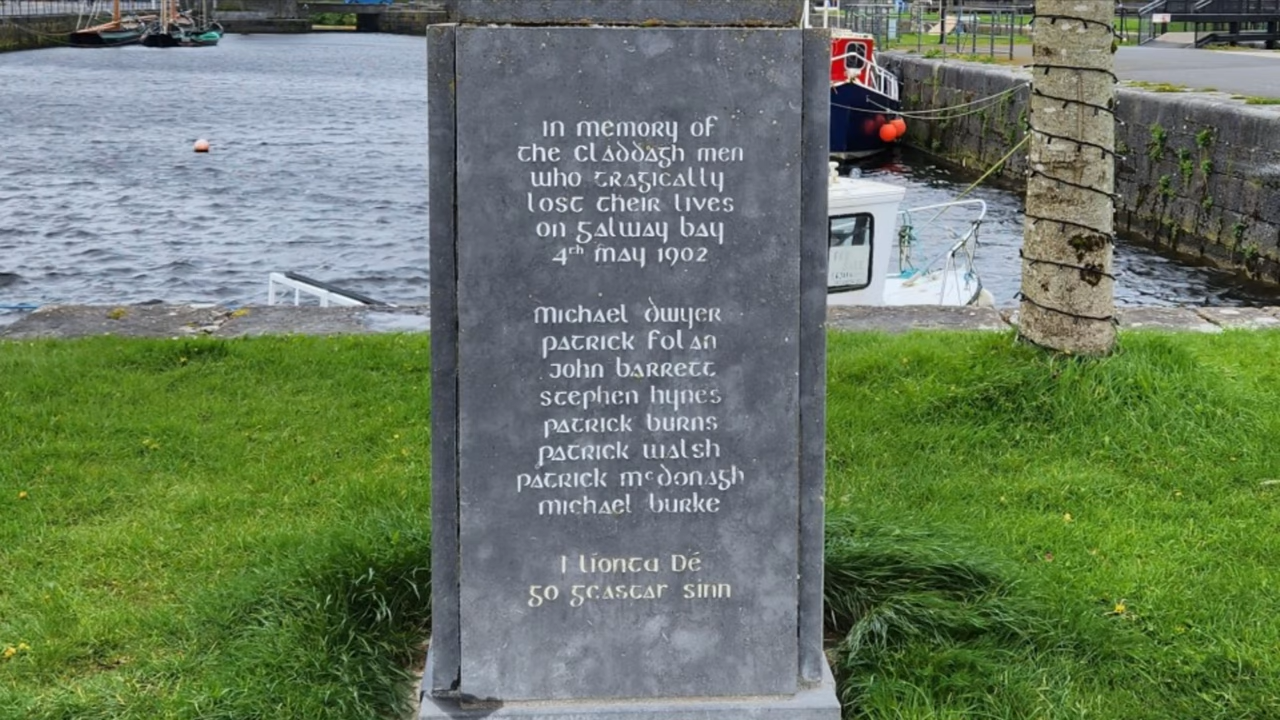 In memory of
the Claddagh men
who tragically
lost their lives
on Galway Bay
4th May 1902
Michael Dwyer
Patrick Folan
John Barrett
Stephen Hynes
Patrick Burns
Patrick Walsh
Patrick McDonagh
Michael Burke
I líonta Dé
go gcastar sinn